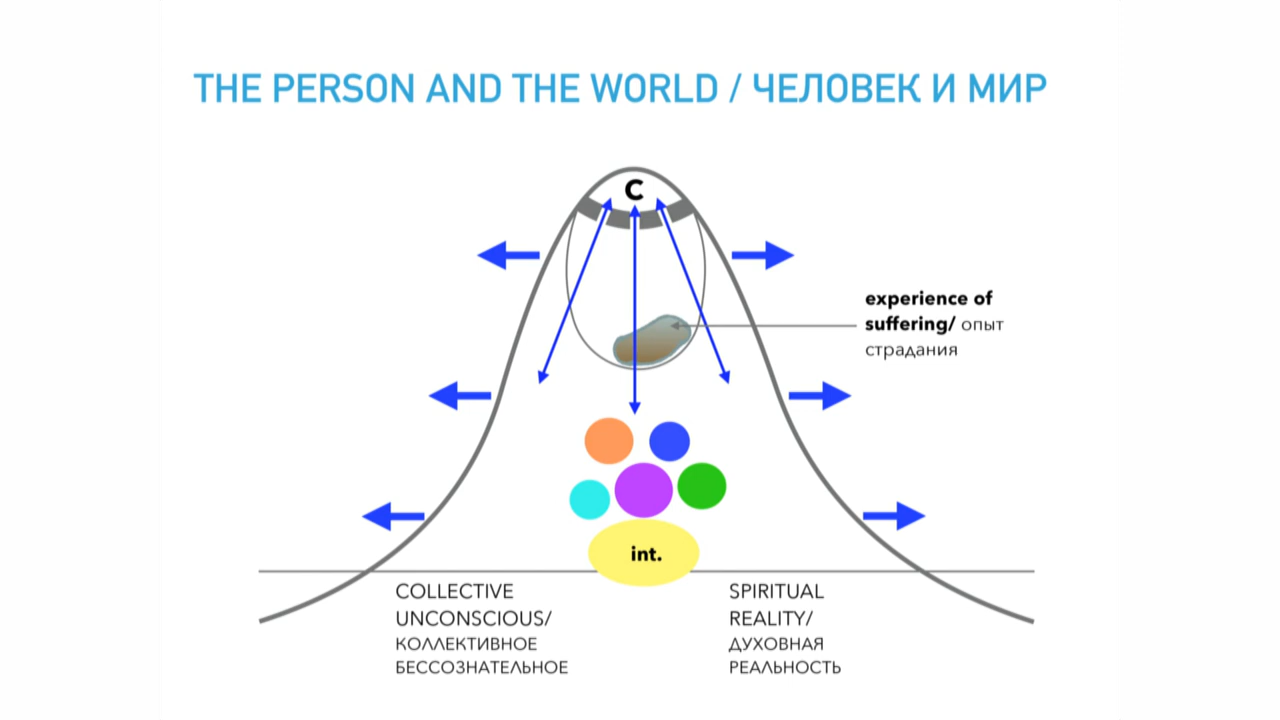 THE PERSON AND THE WORLD / ЧЕЛОВЕК И МИР
C
experience of
suffering/ опыт
страдания
int.
COLLECTIVE
UNCONSCIOUS/
КОЛЛЕКТИВНОЕ
БЕССОЗНАТЕЛЬНОЕ
SPIRITUAL
REALITY/
ДУХОВНАЯ
РЕАЛЬНОСТЬ